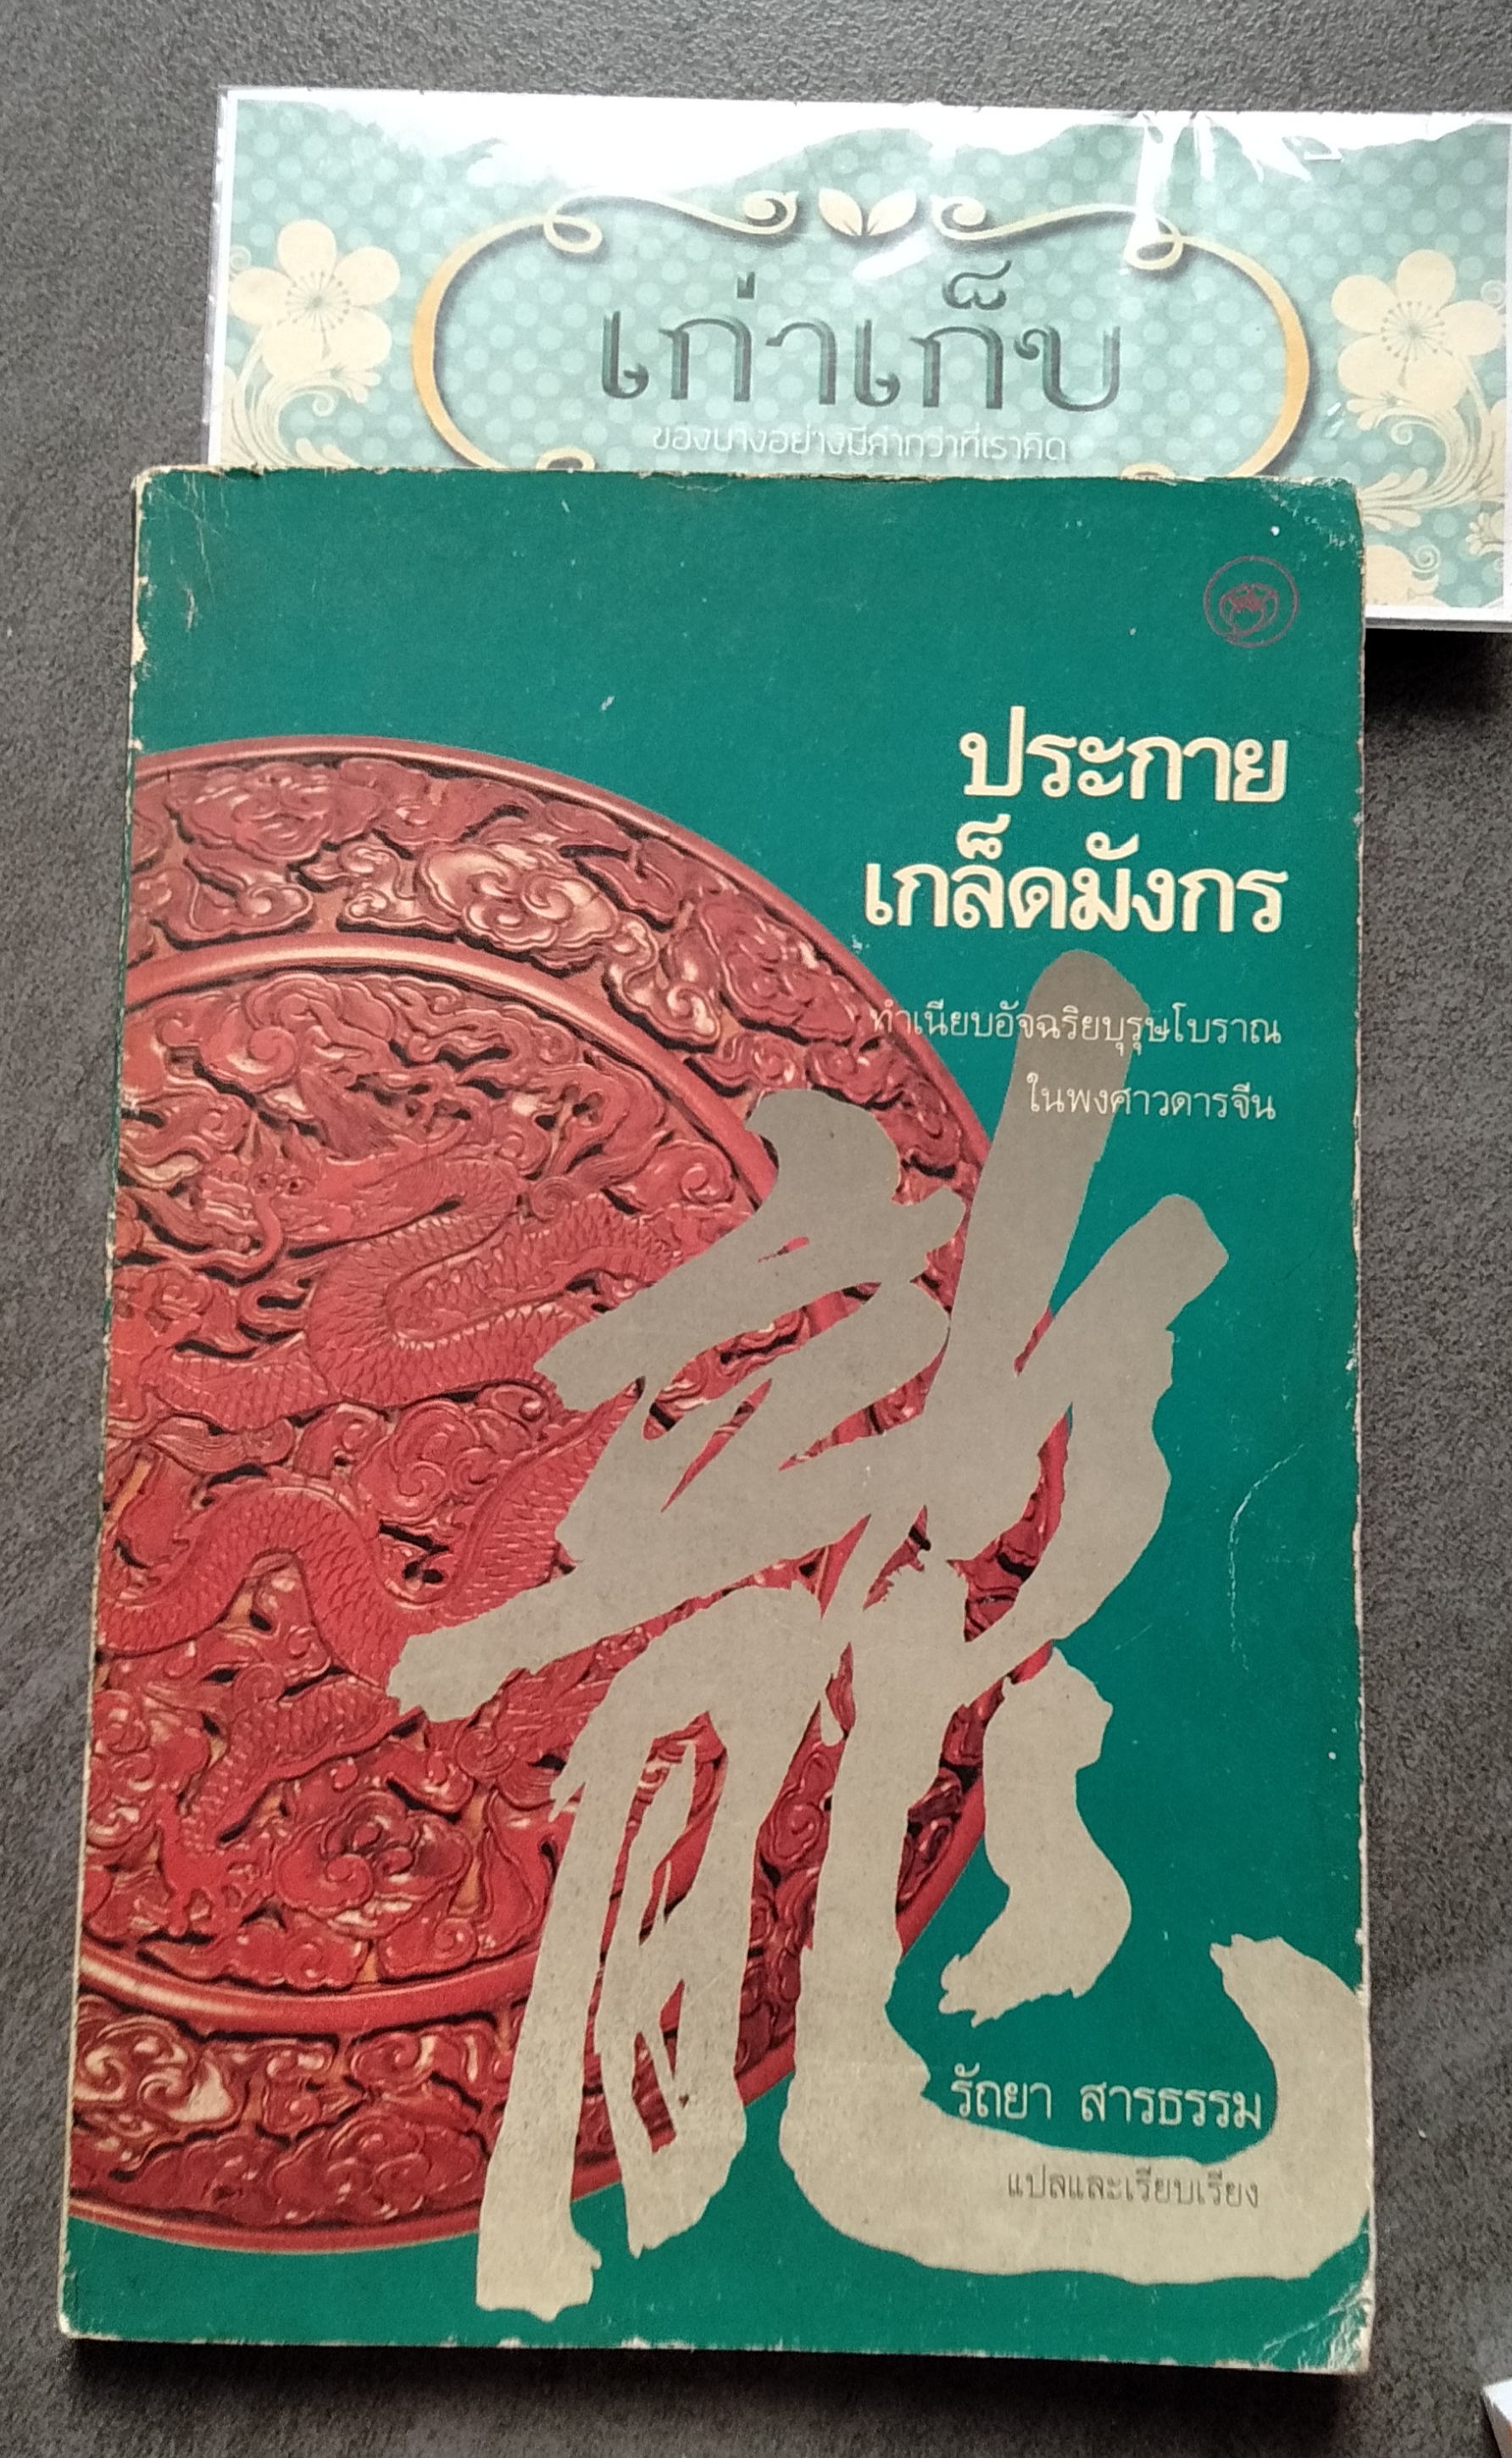 เก่าเก็บ
ของบางอย่างมีค่ากว่าที่เราคิด
ประกาย
เกล็ดมังกร
ทำเนียบอัจฉริยบุรุษโบราณ
ในพงศาวดารจีน
龍
รัถยา สารธรรม
แปลและเรียบเรียง